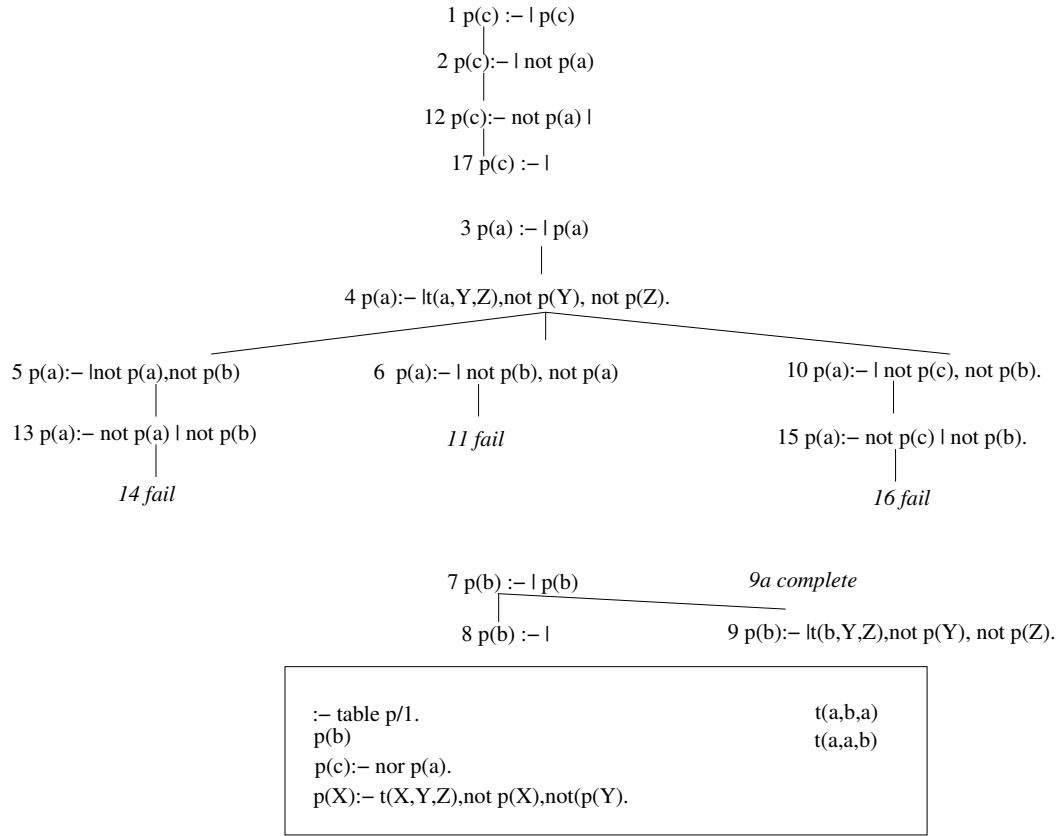 1 p(c) :− | p(c)
2 p(c):− | not p(a)
12 p(c):− not p(a) |
17 p(c) :− |
3 p(a) :− | p(a)
4 p(a):− |t(a,Y,Z),not p(Y), not p(Z).
5 p(a):− |not p(a),not p(b)
6 p(a):− | not p(b), not p(a)
10 p(a):− | not p(c), not p(b).
13 p(a):− not p(a) | not p(b)
11 fail
15 p(a):− not p(c) | not p(b).
14 fail
16 fail
7 p(b) :− | p(b)
9a complete
8 p(b) :− |
9 p(b):− |t(b,Y,Z),not p(Y), not p(Z).
:− table p/1.
t(a,b,a)
p(b)
t(a,a,b)
p(c):− nor p(a).
p(X):− t(X,Y,Z),not p(X),not(p(Y).